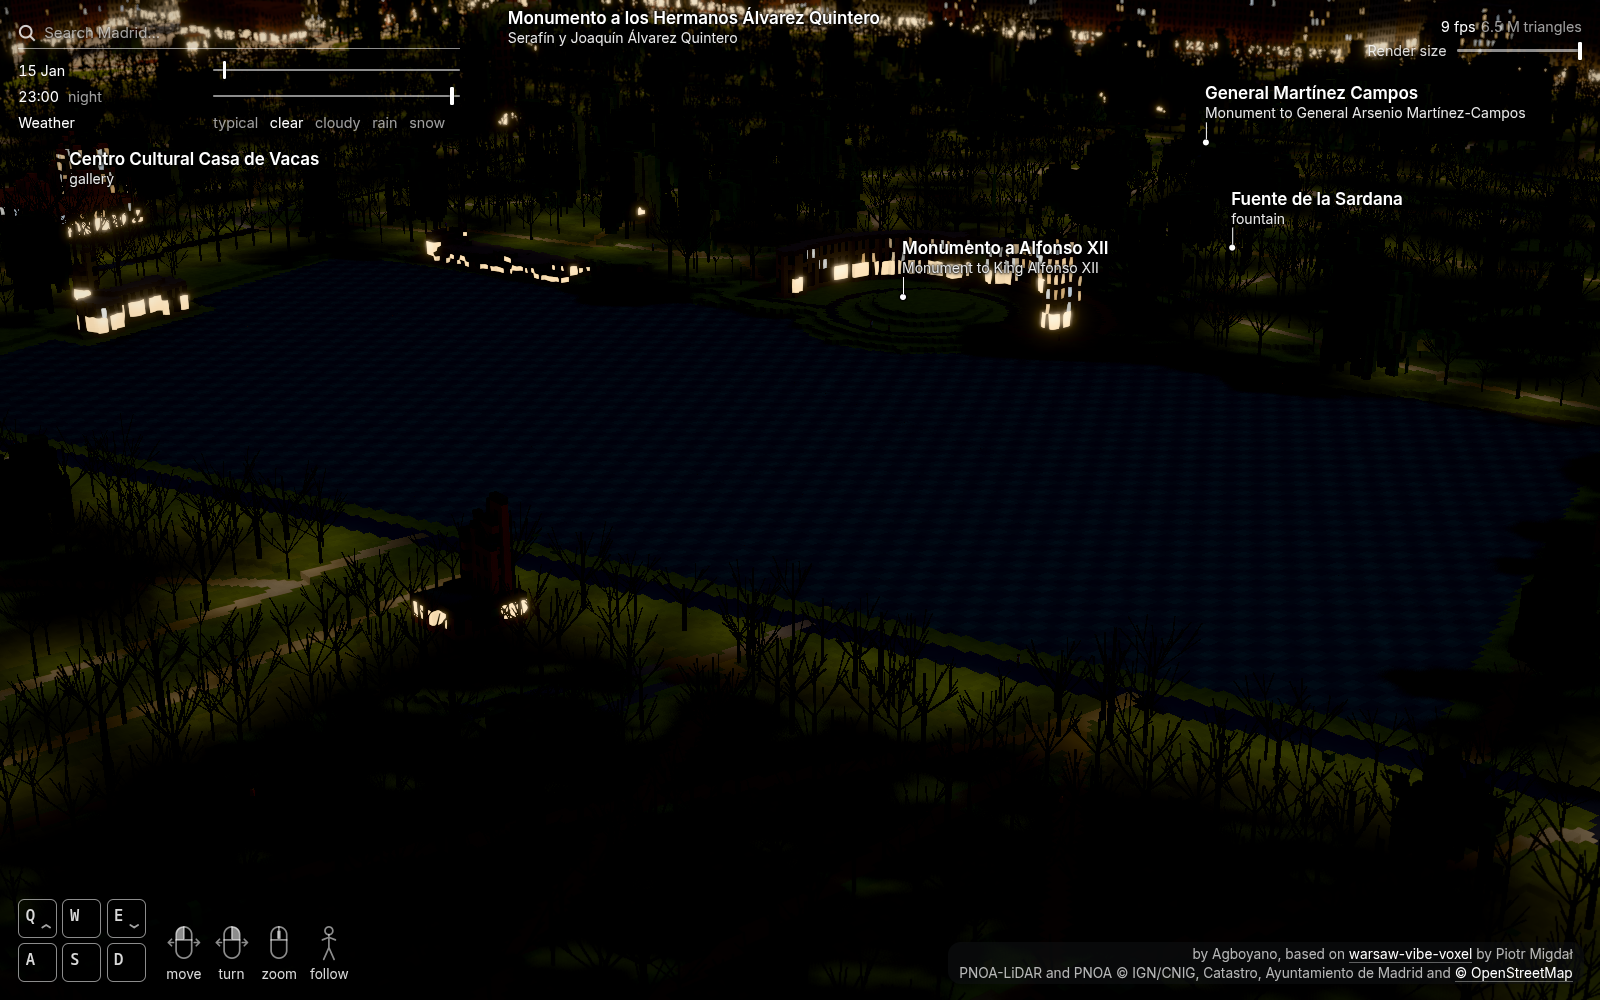 Search Madrid...
15 Jan
23:00 night
Weather typical clear cloudy rain snow
Monumento a los Hermanos Álvarez Quintero
Serafín y Joaquín Álvarez Quintero
9 fps 6.5 M triangles
Render size
General Martínez Campos
Monument to General Arsenio Martínez-Campos
Centro Cultural Casa de Vacas
gallery
Fuente de la Sardana
fountain
Monumento a Alfonso XII
Monument to King Alfonso XII
Q W E
A S D
move turn zoom follow
by Agboyano, based on warsaw-vibe-voxel by Piotr Migdał
PNOA-LiDAR and PNOA © IGN/CNIG, Catastro, Ayuntamiento de Madrid and © OpenStreetMap